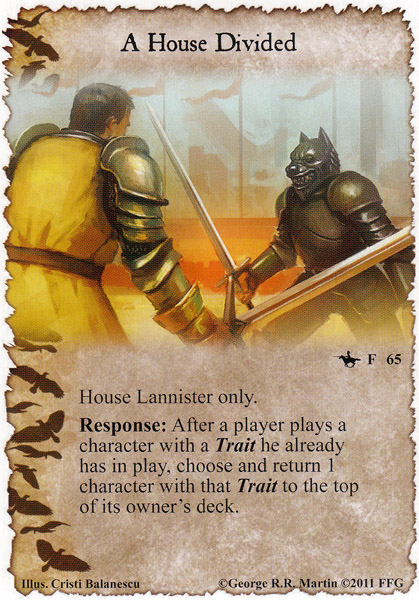 A House Divided
F 65
House Lannister only.
Response: After a player plays a
character with a Trait he already
has in play, choose and return 1
character with that Trait to the top
of its owner's deck.
Illus. Cristi Balanescu ©George R.R. Martin ©2011 FFG